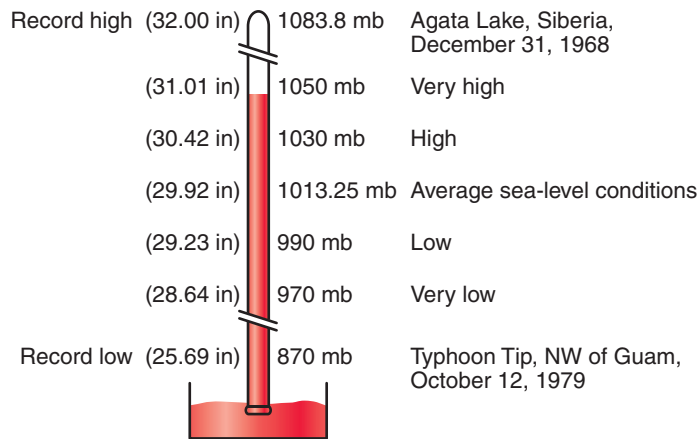 Record high (32.00 in) 1083.8 mb Agata Lake, Siberia,
December 31, 1968
(31.01 in) 1050 mb Very high
(30.42 in) 1030 mb High
(29.92 in) 1013.25 mb Average sea-level conditions
(29.23 in) 990 mb Low
(28.64 in) 970 mb Very low
Record low (25.69 in) 870 mb Typhoon Tip, NW of Guam,
October 12, 1979